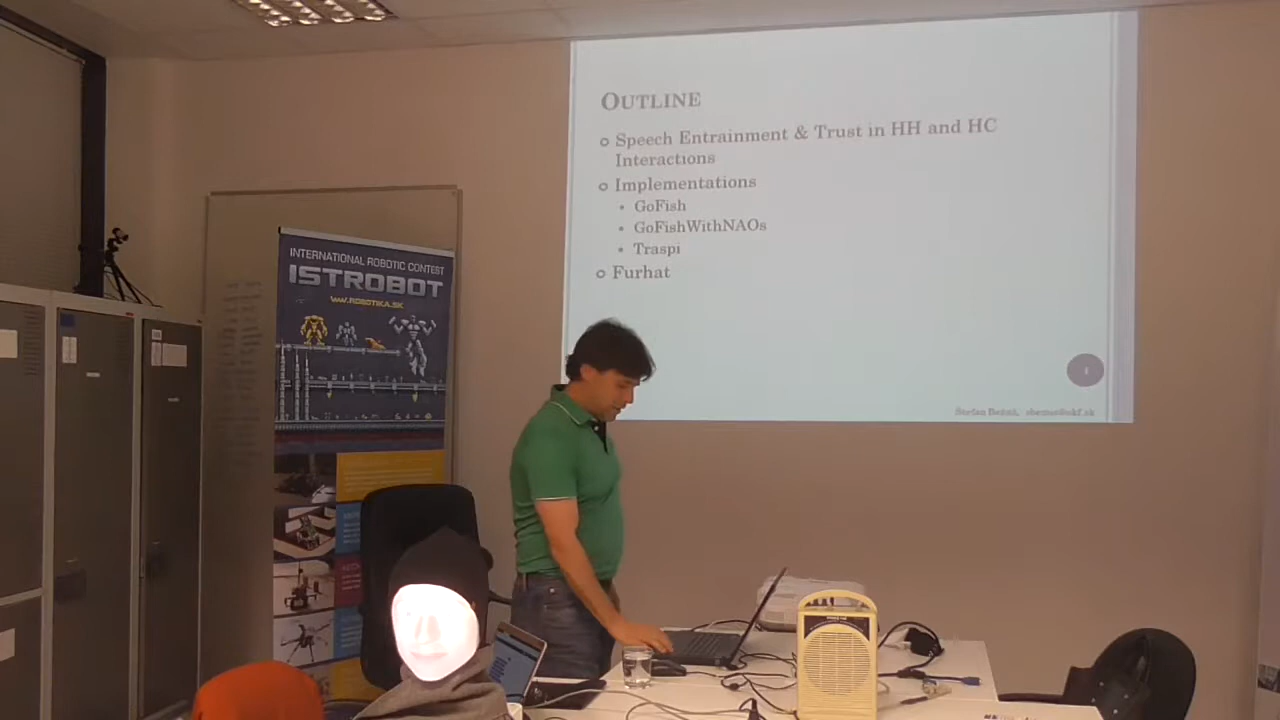 OUTLINE
Speech Entrainment & Trust in HH and HC
Interactions
Implementations
GoFish
GoFishWithNAOs
Traspi
Furhat
INTERNATIONAL ROBOTIC CONTEST
ISTROBOT
WWW.ROBOTIKA.SK